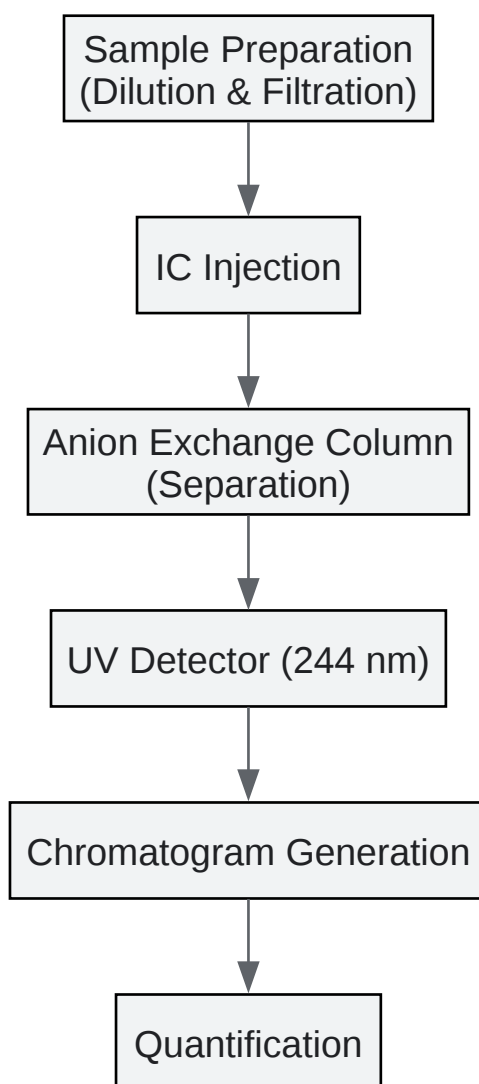 Sample Preparation
(Dilution & Filtration)
IC Injection
Anion Exchange Column
(Separation)
UV Detector (244 nm)
Chromatogram Generation
Quantification